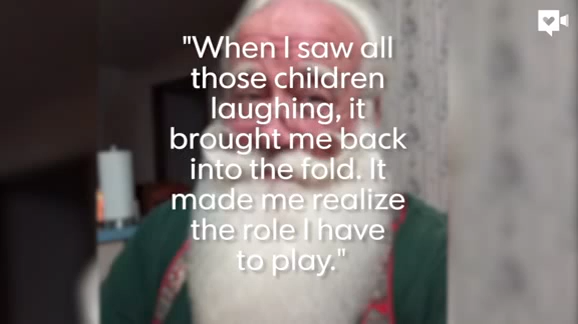 "When I saw all
those children
laughing, it
brought me back
into the fold. It
made me realize
the role I have
to play."